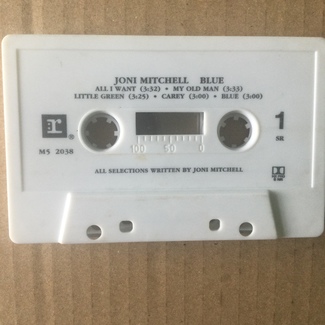 JONI MITCHELL BLUE
ALL I WANT (3:32) • MY OLD MAN (3:33)
LITTLE GREEN (3:25) • CAREY (3:00) • BLUE (3:00)
r
1
SR
M5 2038
100 50 0
ALL SELECTIONS WRITTEN BY JONI MITCHELL